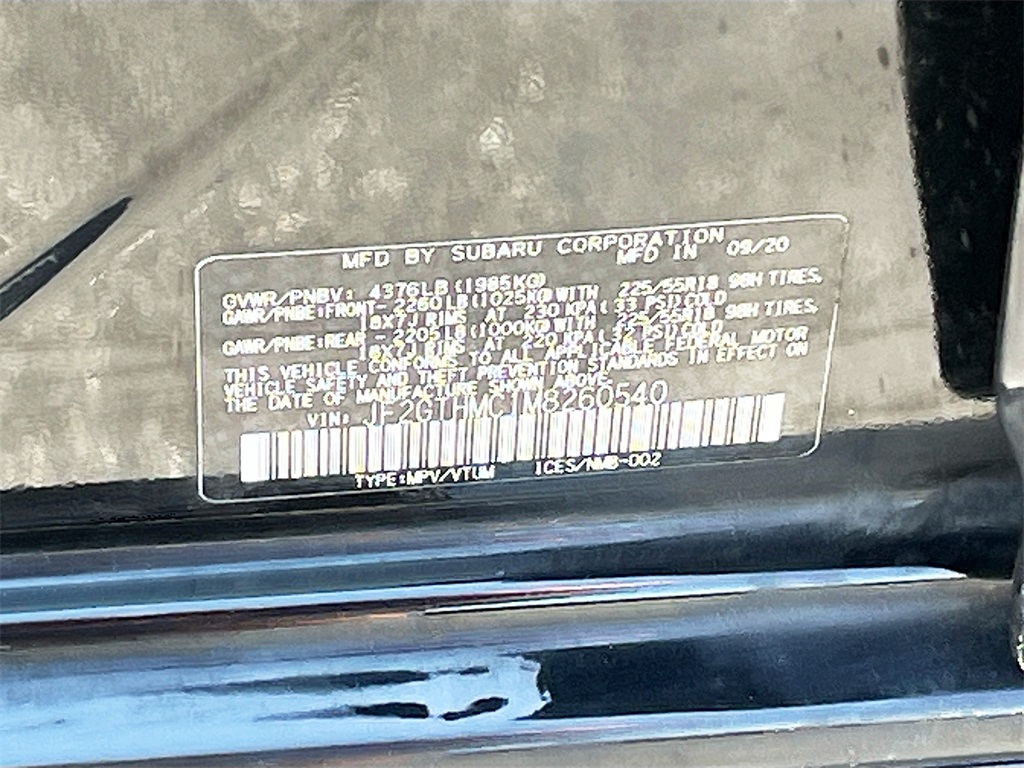 MFD BY SUBARU CORPORATION
MFD IN 09/20
GVWR/PNBV: 4376LB (1985KG)
GAWR/PNBE:FRONT-2260LB (1025KG) WITH 225/55R18 98H TIRES,
18X7J RIMS AT 230 KPA ( 33 PSI) COLD
GAWR/PNBE:REAR -2205LB (1000KG) WITH 225/55R18 98H TIRES,
18X7J RIMS AT 220 KPA ( PSI) COLD
THIS VEHICLE CONFORMS TO ALL APPLICABLE FEDERAL MOTOR
VEHICLE SAFETY AND THEFT PREVENTION STANDARDS IN EFFECT ON
THE DATE OF MANUFACTURE SHOWN ABOVE.
VIN:
TYPE:MPV/VTUM ICES/NMB-002